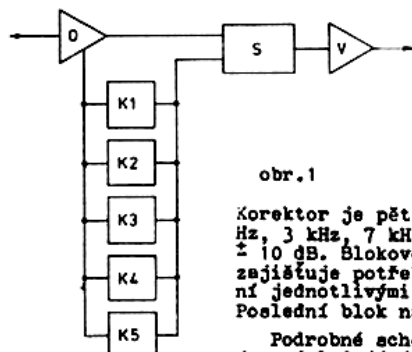 O
S
V
K1
K2
K3
K4
K5
obr.1
Korektor je pět
Hz, 3 kHz, 7 kH
± 10 dB. Blokov
zajišťuje potře
ní jednotlivými
Poslední blok n
Podrobné sch